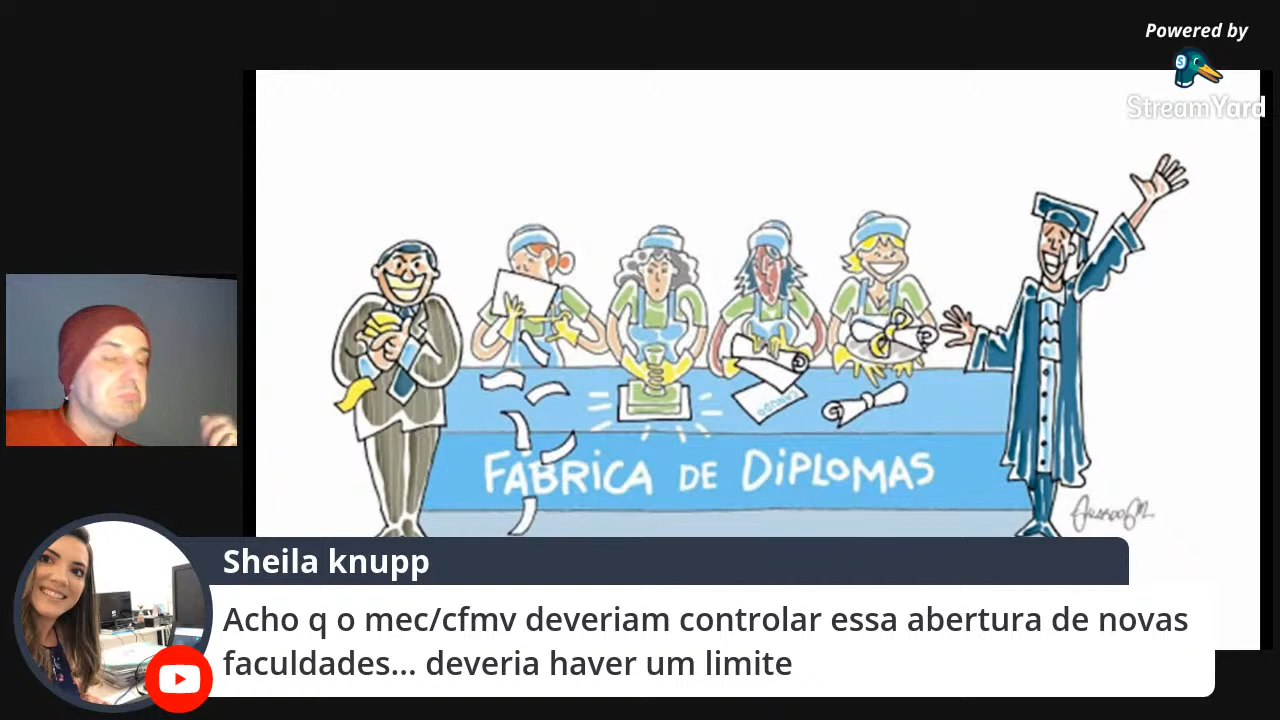 Powered by
StreamYard
FÁBRICA DE DIPLOMAS
Sheila knupp
Acho q o mec/cfmv deveriam controlar essa abertura de novas
faculdades... deveria haver um limite